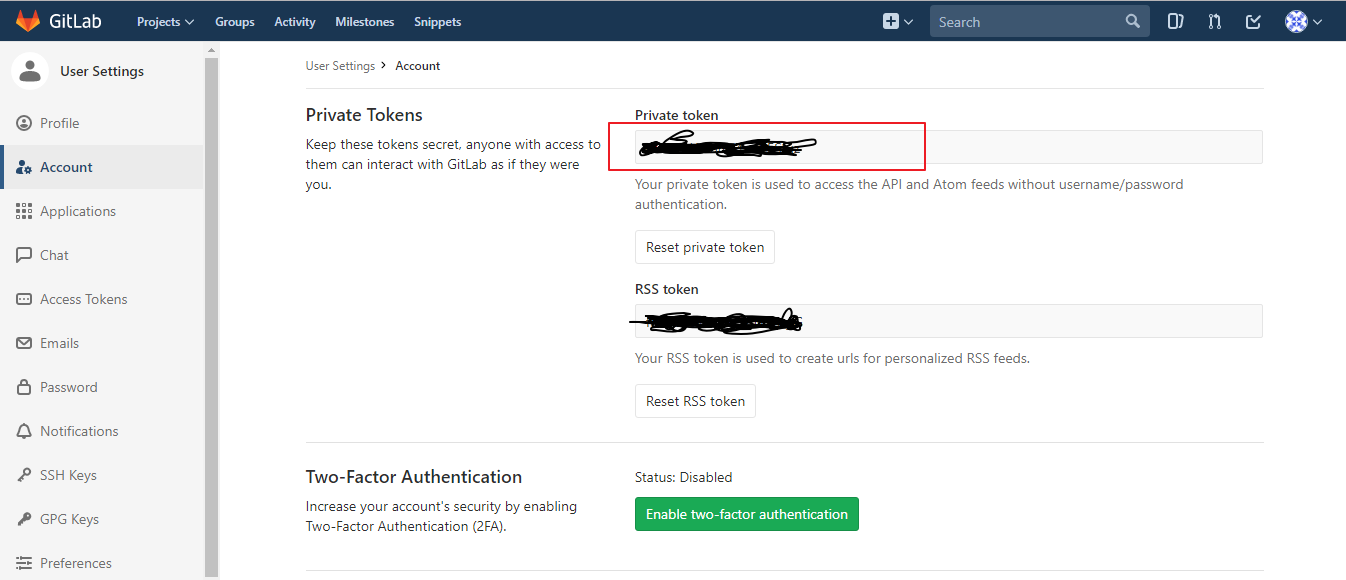 GitLab Projects Groups Activity Milestones Snippets Search
User Settings
Profile
Account
Applications
Chat
Access Tokens
Emails
Password
Notifications
SSH Keys
GPG Keys
Preferences
User Settings > Account
Private Tokens
Keep these tokens secret, anyone with access to
them can interact with GitLab as if they were
you.
Private token
Your private token is used to access the API and Atom feeds without username/password
authentication.
Reset private token
RSS token
Your RSS token is used to create urls for personalized RSS feeds.
Reset RSS token
Two-Factor Authentication
Increase your account's security by enabling
Two-Factor Authentication (2FA).
Status: Disabled
Enable two-factor authentication